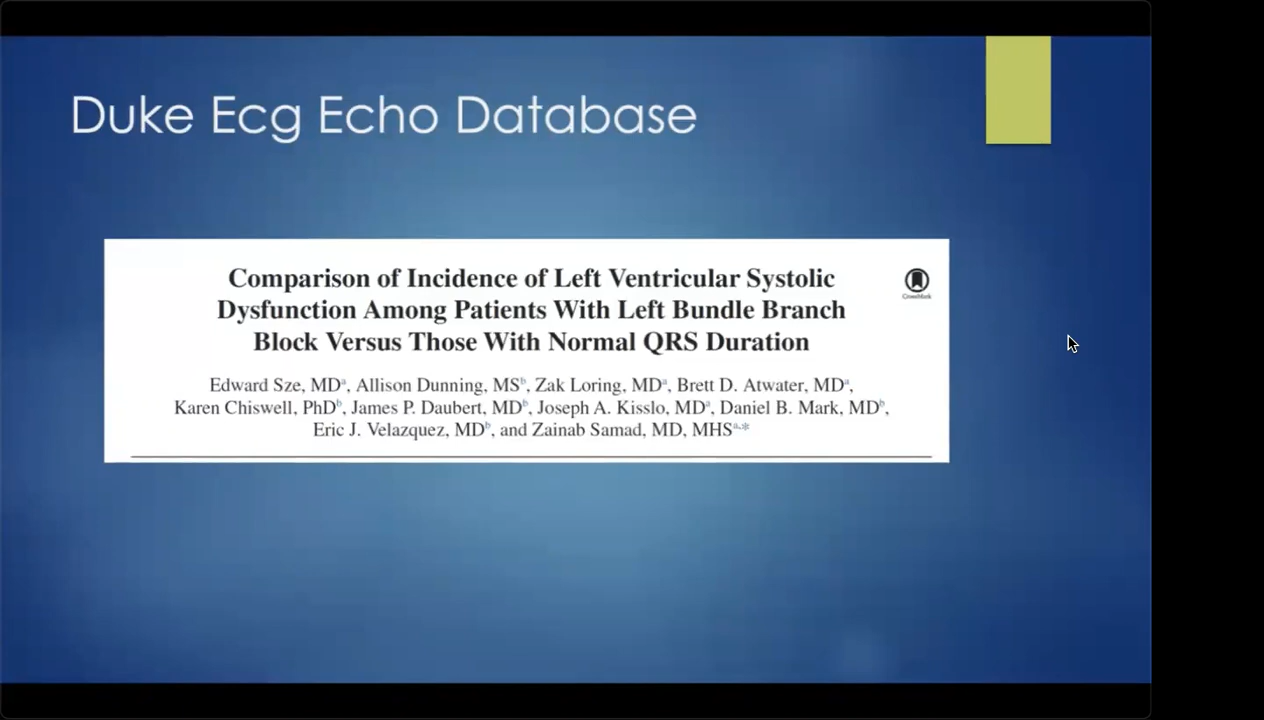 Duke Ecg Echo Database
Comparison of Incidence of Left Ventricular Systolic
Dysfunction Among Patients With Left Bundle Branch
Block Versus Those With Normal QRS Duration
CrossMark
Edward Sze, MDᵃ, Allison Dunning, MSᵇ, Zak Loring, MDᵃ, Brett D. Atwater, MDᵃ,
Karen Chiswell, PhDᵇ, James P. Daubert, MDᵇ, Joseph A. Kisslo, MDᵃ, Daniel B. Mark, MDᵇ,
Eric J. Velazquez, MDᵇ, and Zainab Samad, MD, MHSᵃ,*